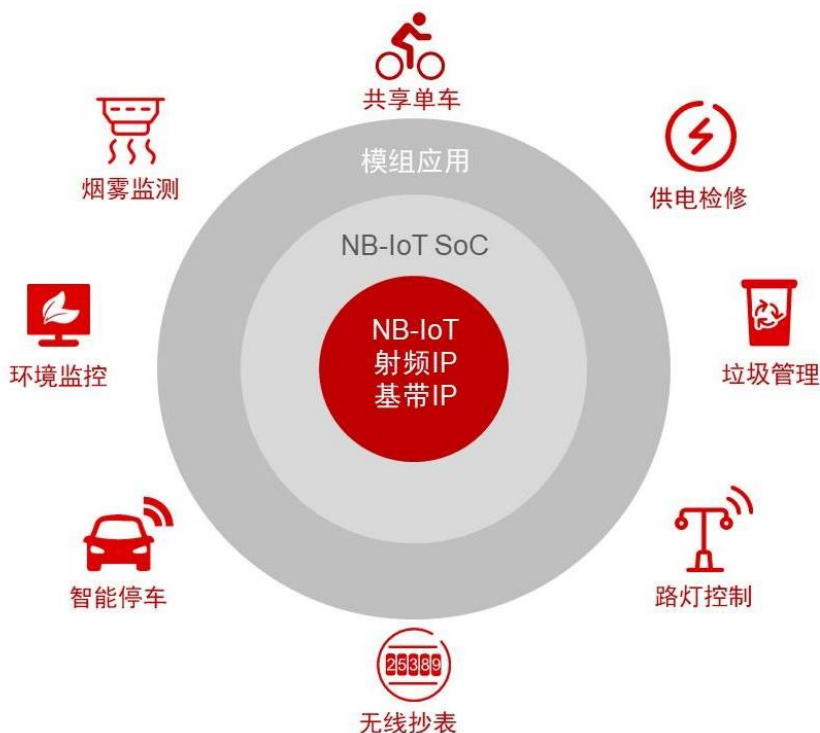 共享单车
烟雾监测
模组应用
供电检修
NB-IoT SoC
环境监控
NB-IoT
射频IP
基带IP
垃圾管理
智能停车
路灯控制
25389
无线抄表